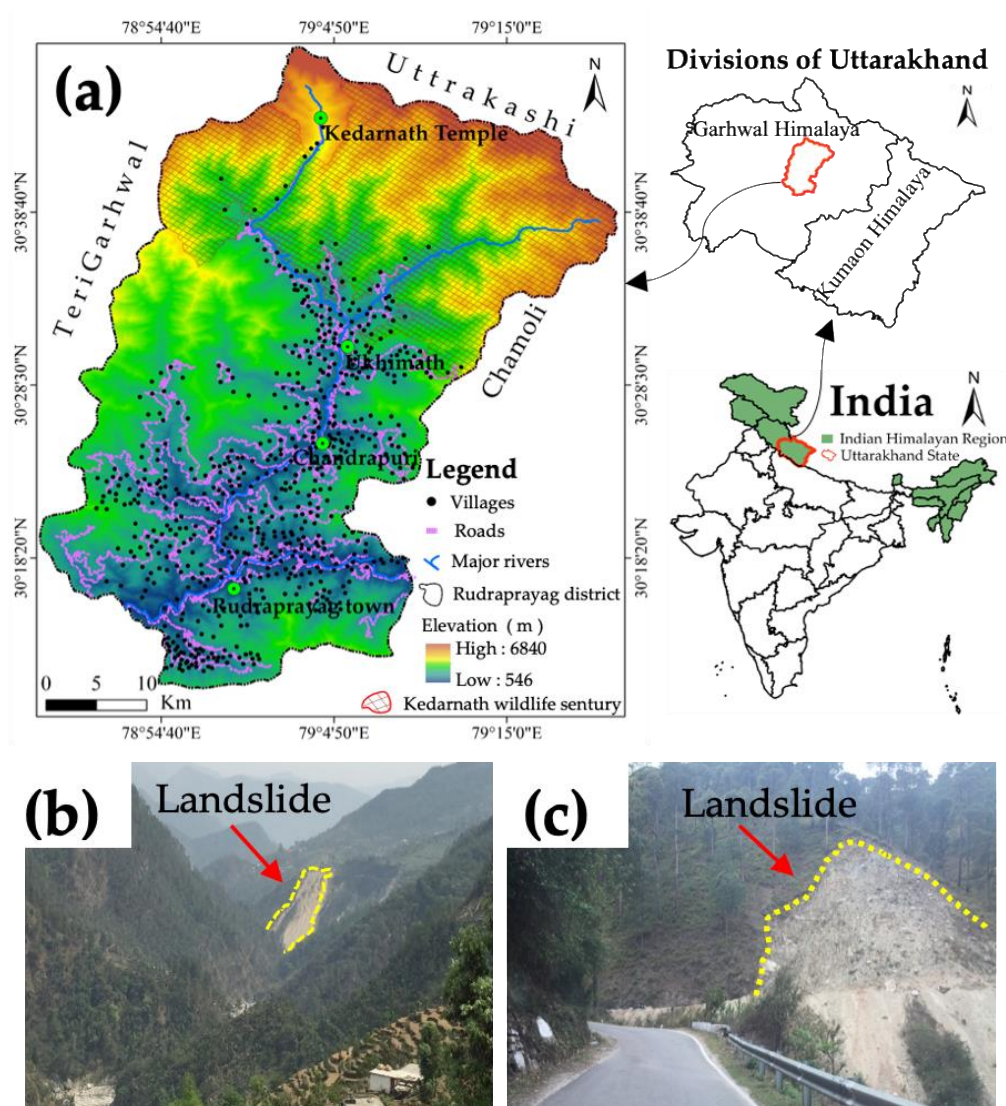 78°54'40"E
79°4'50"E
79°15'0"E
(a)
Uttrakashi
N
Kedarnath Temple
TeriGarhwal
30°38'40"N
30°38'40"N
Chamoli
Ukhimath
30°28'30"N
30°28'30"N
Chandrapuri
Legend
Villages
Roads
Major rivers
Rudraprayag district
Elevation ( m )
High : 6840
Low : 546
Kedarnath wildlife sentury
30°18'20"N
30°18'20"N
Rudraprayag town
0 5 10
Km
78°54'40"E
79°4'50"E
79°15'0"E
Divisions of Uttarakhand
N
Garhwal Himalaya
Kumaon Himalaya
India
N
Indian Himalayan Region
Uttarakhand State
(b)
Landslide
(c)
Landslide